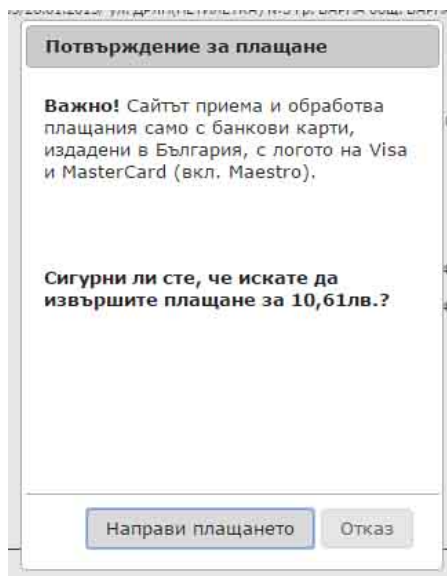 Потвърждение за плащане
Важно! Сайтът приема и обработва
плащания само с банкови карти,
издадени в България, с логото на Visa
и MasterCard (вкл. Maestro).
Сигурни ли сте, че искате да
извършите плащане за 10,61лв.?
Направи плащането
Отказ